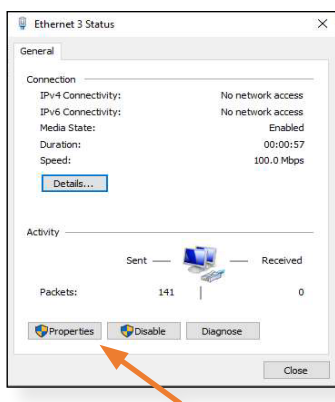 Ethernet 3 Status
General
Connection
IPv4 Connectivity: No network access
IPv6 Connectivity: No network access
Media State: Enabled
Duration: 00:00:57
Speed: 100.0 Mbps
Details...
Activity
Sent Received
Packets: 141 0
Properties Disable Diagnose
Close